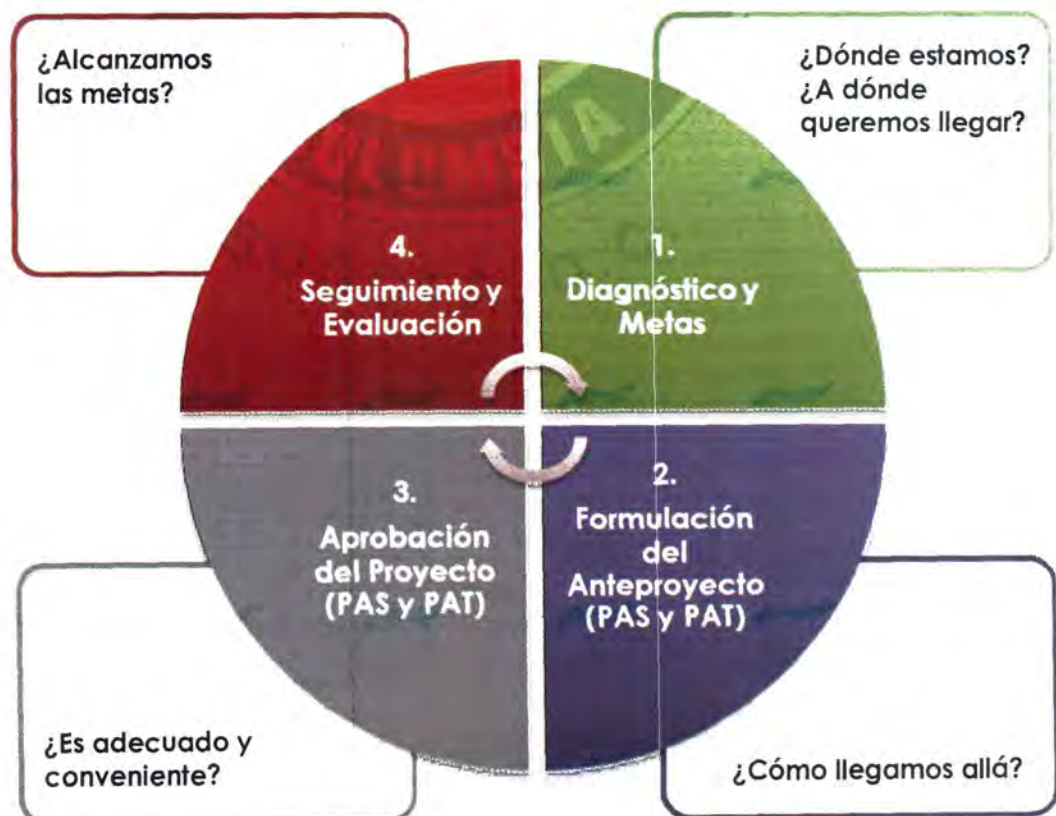 ¿Alcanzamos
las metas?
¿Dónde estamos?
¿A dónde
queremos llegar?
4.
Seguimiento y
Evaluación
1.
Diagnóstico y
Metas
3.
Aprobación
del Proyecto
(PAS y PAT)
2.
Formulación
del
Anteproyecto
(PAS y PAT)
¿Es adecuado y
conveniente?
¿Cómo llegamos allá?